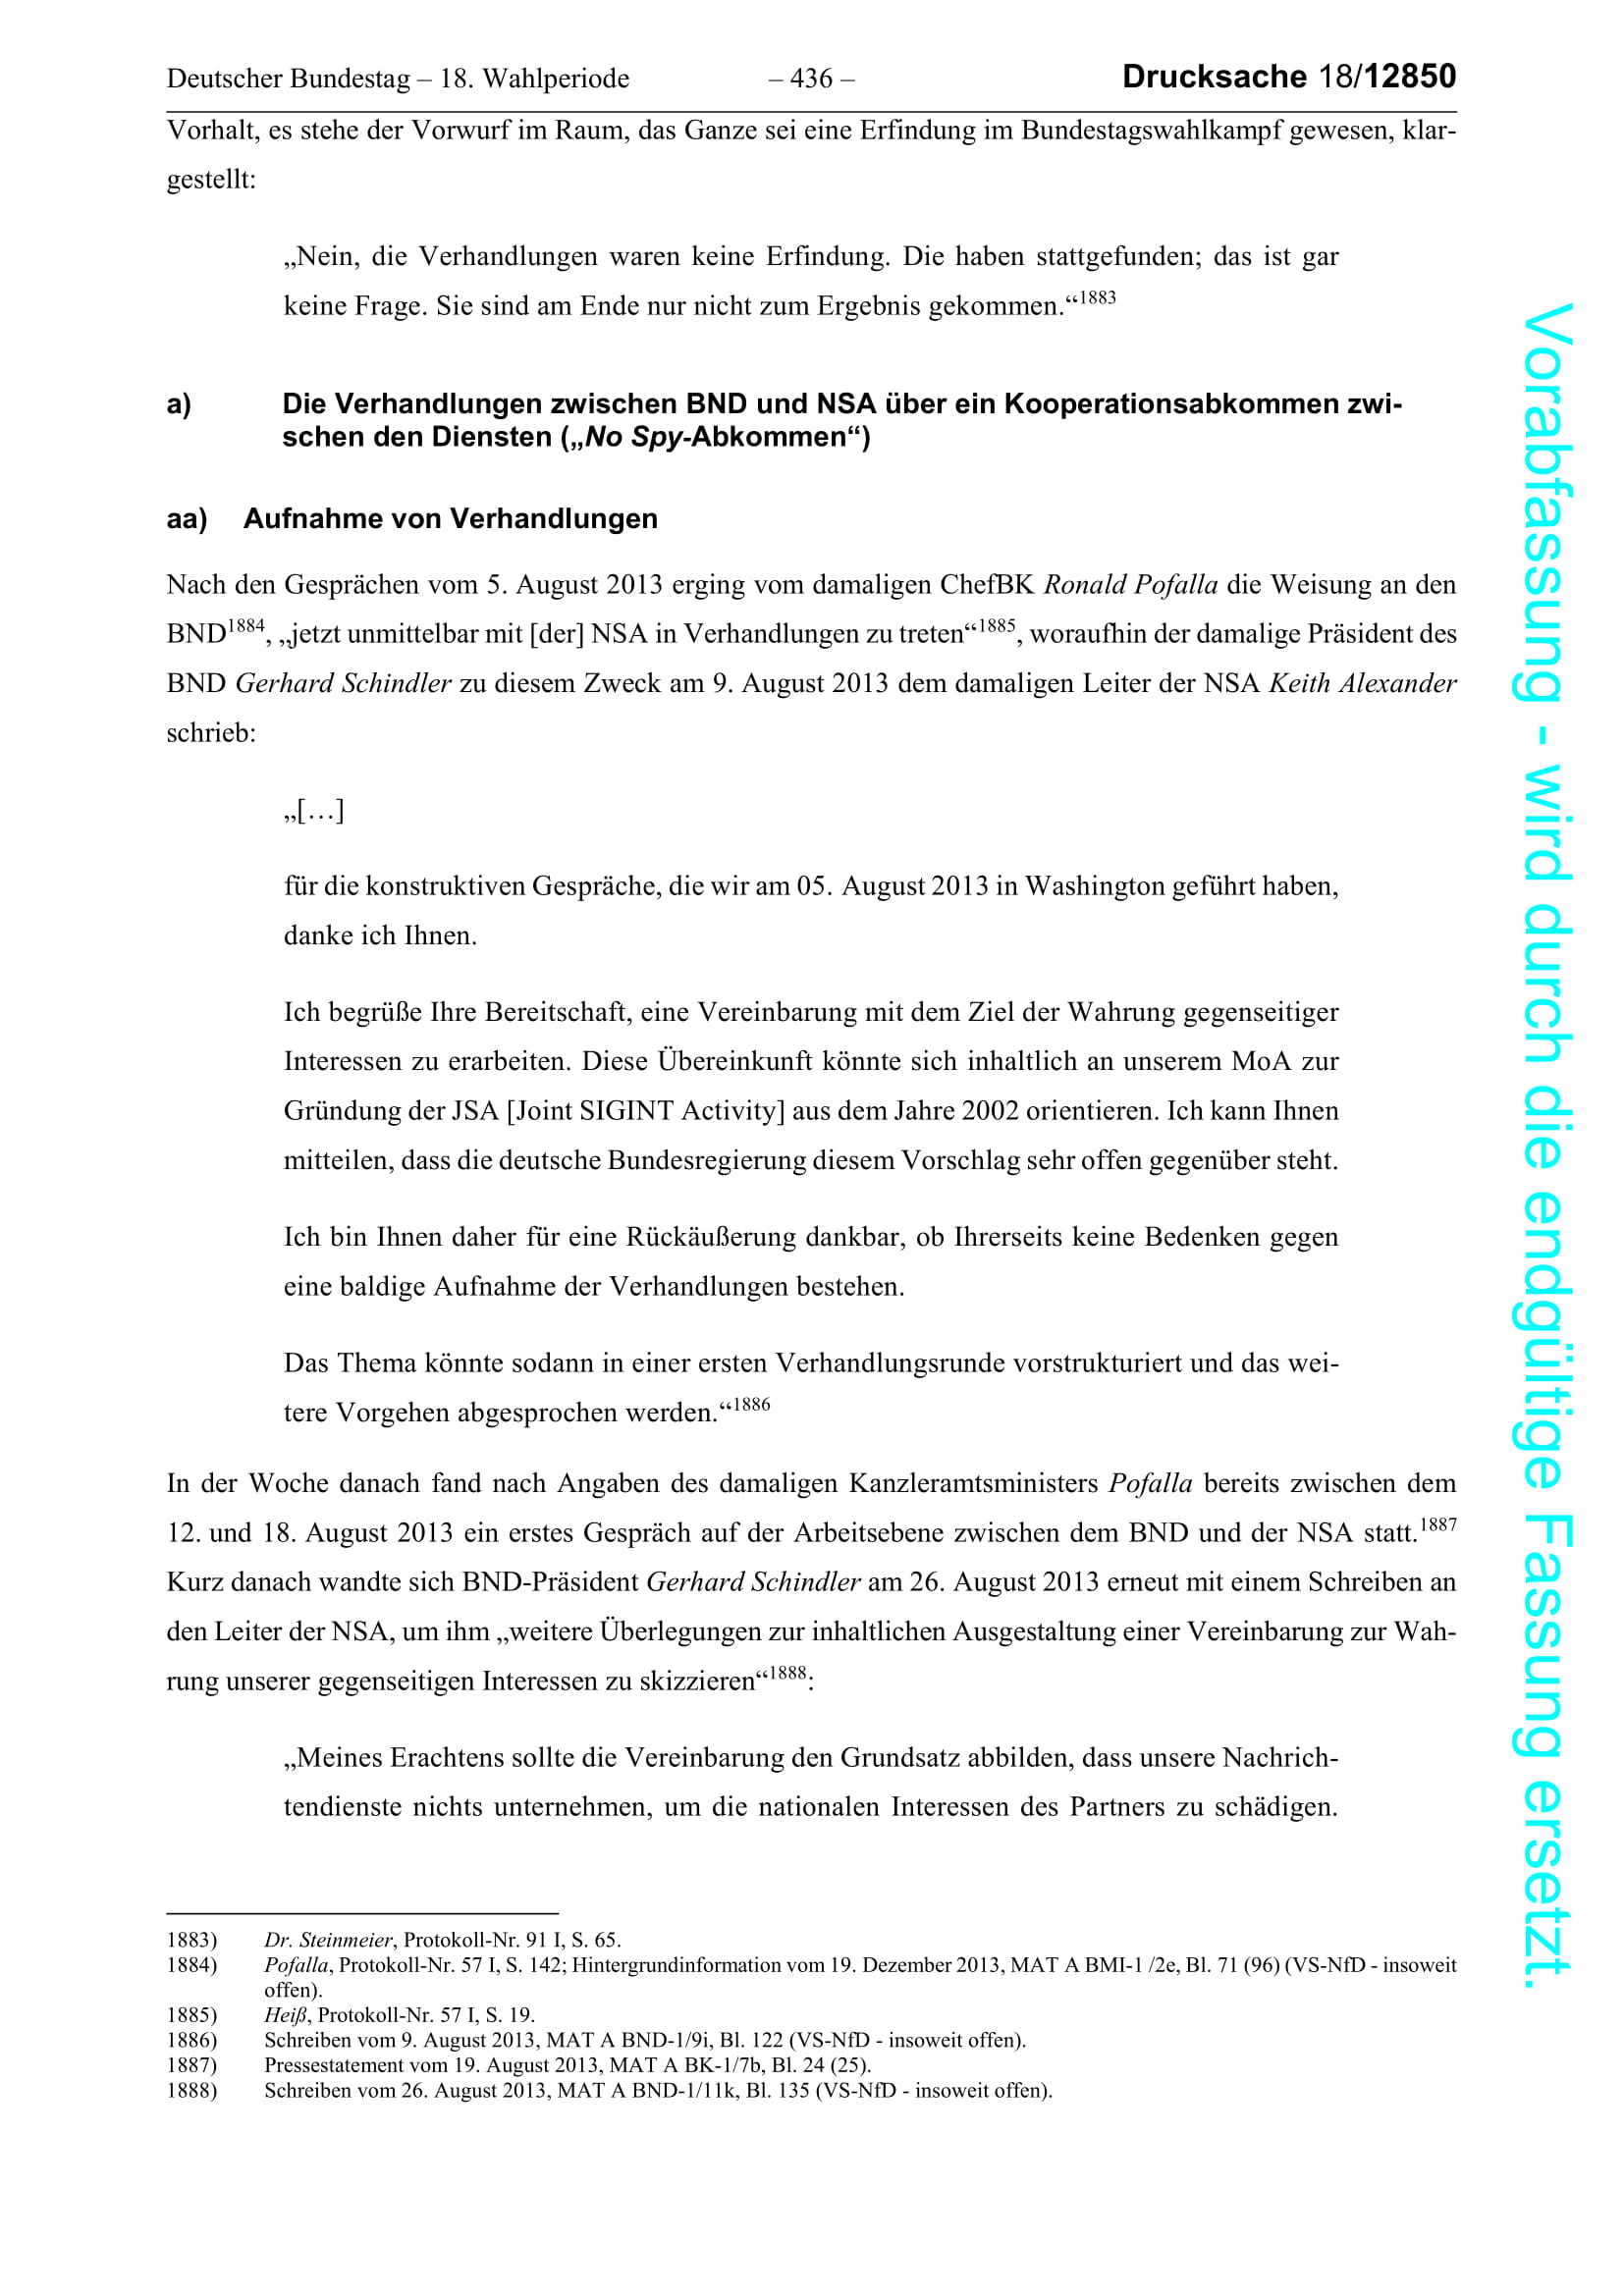 Deutscher Bundestag – 18. Wahlperiode – 436 – Drucksache 18/12850
Vorhalt, es stehe der Vorwurf im Raum, das Ganze sei eine Erfindung im Bundestagswahlkampf gewesen, klar-
gestellt:
„Nein, die Verhandlungen waren keine Erfindung. Die haben stattgefunden; das ist gar
keine Frage. Sie sind am Ende nur nicht zum Ergebnis gekommen.“1883
a) Die Verhandlungen zwischen BND und NSA über ein Kooperationsabkommen zwi-
schen den Diensten („No Spy-Abkommen“)
aa) Aufnahme von Verhandlungen
Nach den Gesprächen vom 5. August 2013 erging vom damaligen ChefBK Ronald Pofalla die Weisung an den
BND1884, „jetzt unmittelbar mit [der] NSA in Verhandlungen zu treten“1885, woraufhin der damalige Präsident des
BND Gerhard Schindler zu diesem Zweck am 9. August 2013 dem damaligen Leiter der NSA Keith Alexander
schrieb:
„[…]
für die konstruktiven Gespräche, die wir am 05. August 2013 in Washington geführt haben,
danke ich Ihnen.
Ich begrüße Ihre Bereitschaft, eine Vereinbarung mit dem Ziel der Wahrung gegenseitiger
Interessen zu erarbeiten. Diese Übereinkunft könnte sich inhaltlich an unserem MoA zur
Gründung der JSA [Joint SIGINT Activity] aus dem Jahre 2002 orientieren. Ich kann Ihnen
mitteilen, dass die deutsche Bundesregierung diesem Vorschlag sehr offen gegenüber steht.
Ich bin Ihnen daher für eine Rückäußerung dankbar, ob Ihrerseits keine Bedenken gegen
eine baldige Aufnahme der Verhandlungen bestehen.
Das Thema könnte sodann in einer ersten Verhandlungsrunde vorstrukturiert und das wei-
tere Vorgehen abgesprochen werden.“1886
In der Woche danach fand nach Angaben des damaligen Kanzleramtsministers Pofalla bereits zwischen dem
12. und 18. August 2013 ein erstes Gespräch auf der Arbeitsebene zwischen dem BND und der NSA statt.1887
Kurz danach wandte sich BND-Präsident Gerhard Schindler am 26. August 2013 erneut mit einem Schreiben an
den Leiter der NSA, um ihm „weitere Überlegungen zur inhaltlichen Ausgestaltung einer Vereinbarung zur Wah-
rung unserer gegenseitigen Interessen zu skizzieren“1888:
„Meines Erachtens sollte die Vereinbarung den Grundsatz abbilden, dass unsere Nachrich-
tendienste nichts unternehmen, um die nationalen Interessen des Partners zu schädigen.
1883) Dr. Steinmeier, Protokoll-Nr. 91 I, S. 65.
1884) Pofalla, Protokoll-Nr. 57 I, S. 142; Hintergrundinformation vom 19. Dezember 2013, MAT A BMI-1 /2e, Bl. 71 (96) (VS-NfD - insoweit
offen).
1885) Heiß, Protokoll-Nr. 57 I, S. 19.
1886) Schreiben vom 9. August 2013, MAT A BND-1/9i, Bl. 122 (VS-NfD - insoweit offen).
1887) Pressestatement vom 19. August 2013, MAT A BK-1/7b, Bl. 24 (25).
1888) Schreiben vom 26. August 2013, MAT A BND-1/11k, Bl. 135 (VS-NfD - insoweit offen).
Vorabfassung - wird durch die endgültige Fassung ersetzt.